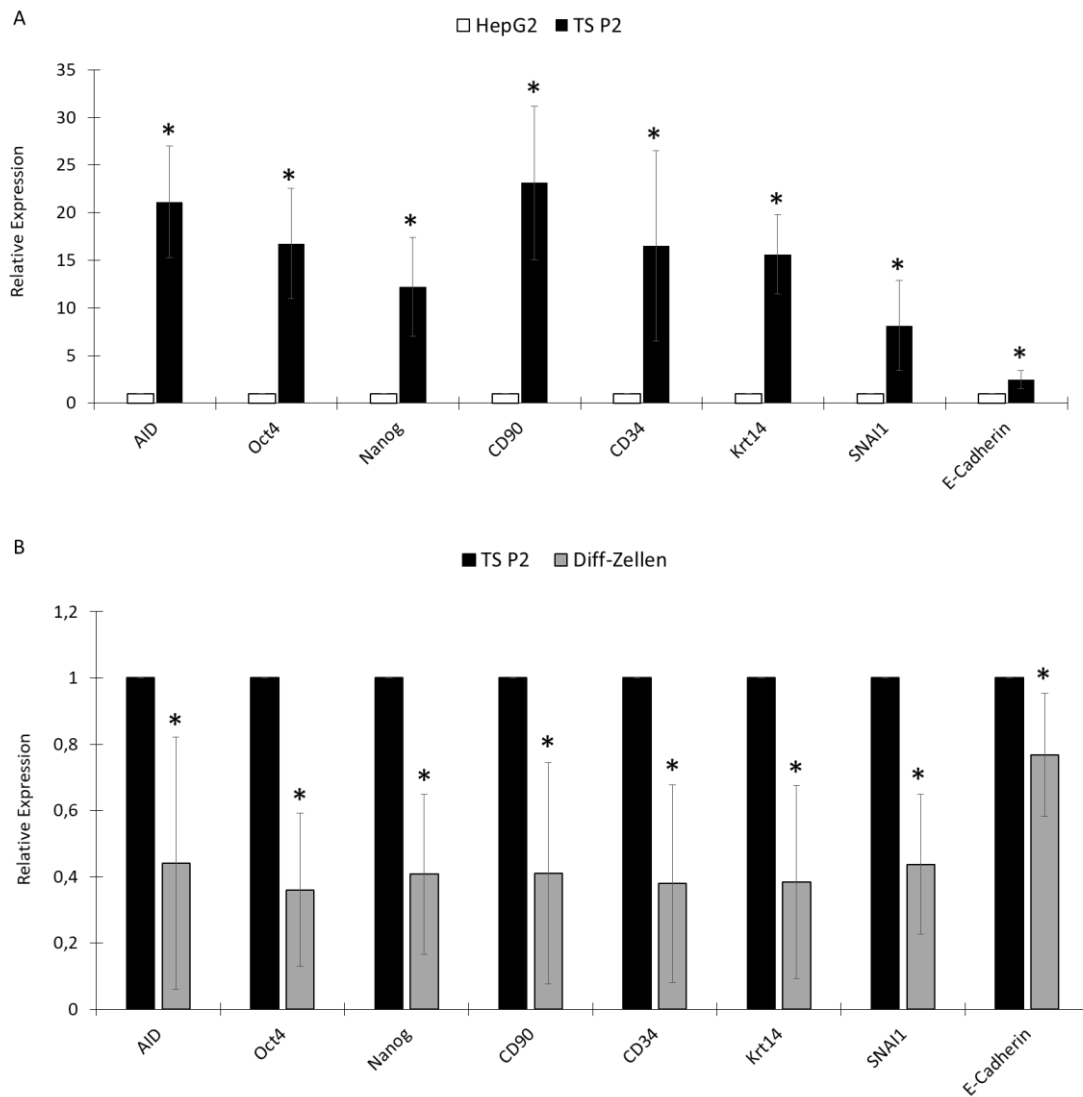 A
HepG2 TS P2
Relative Expression
35
30
25
20
15
10
5
0
* * * * * * * *
AID Oct4 Nanog CD90 CD34 Krt14 SNAI1 E-Cadherin
B
TS P2 Diff-Zellen
Relative Expression
1,2
1
0,8
0,6
0,4
0,2
0
* * * * * * * *
AID Oct4 Nanog CD90 CD34 Krt14 SNAI1 E-Cadherin